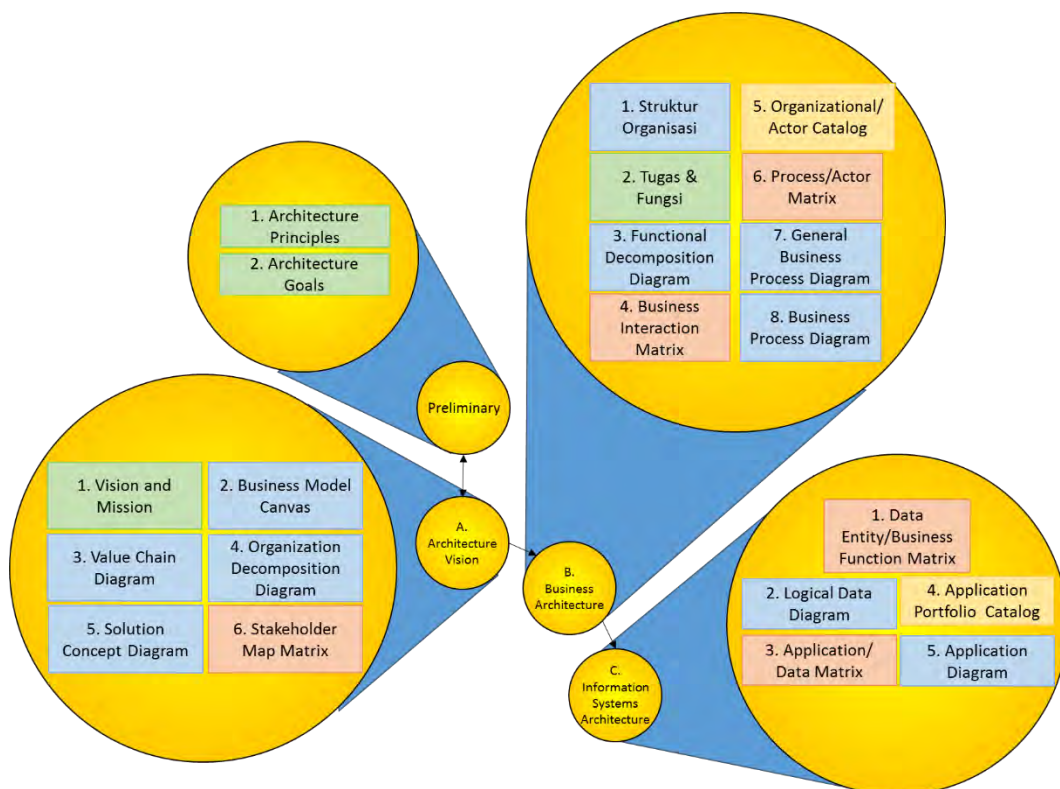 1. Architecture
Principles
2. Architecture
Goals
Preliminary
1. Struktur
Organisasi
2. Tugas &
Fungsi
3. Functional
Decomposition
Diagram
4. Business
Interaction
Matrix
5. Organizational/
Actor Catalog
6. Process/Actor
Matrix
7. General
Business
Process Diagram
8. Business
Process Diagram
1. Vision and
Mission
2. Business Model
Canvas
3. Value Chain
Diagram
4. Organization
Decomposition
Diagram
5. Solution
Concept Diagram
6. Stakeholder
Map Matrix
A.
Architecture
Vision
B.
Business
Architecture
C.
Information
Systems
Architecture
1. Data
Entity/Business
Function Matrix
2. Logical Data
Diagram
3. Application/
Data Matrix
4. Application
Portfolio Catalog
5. Application
Diagram